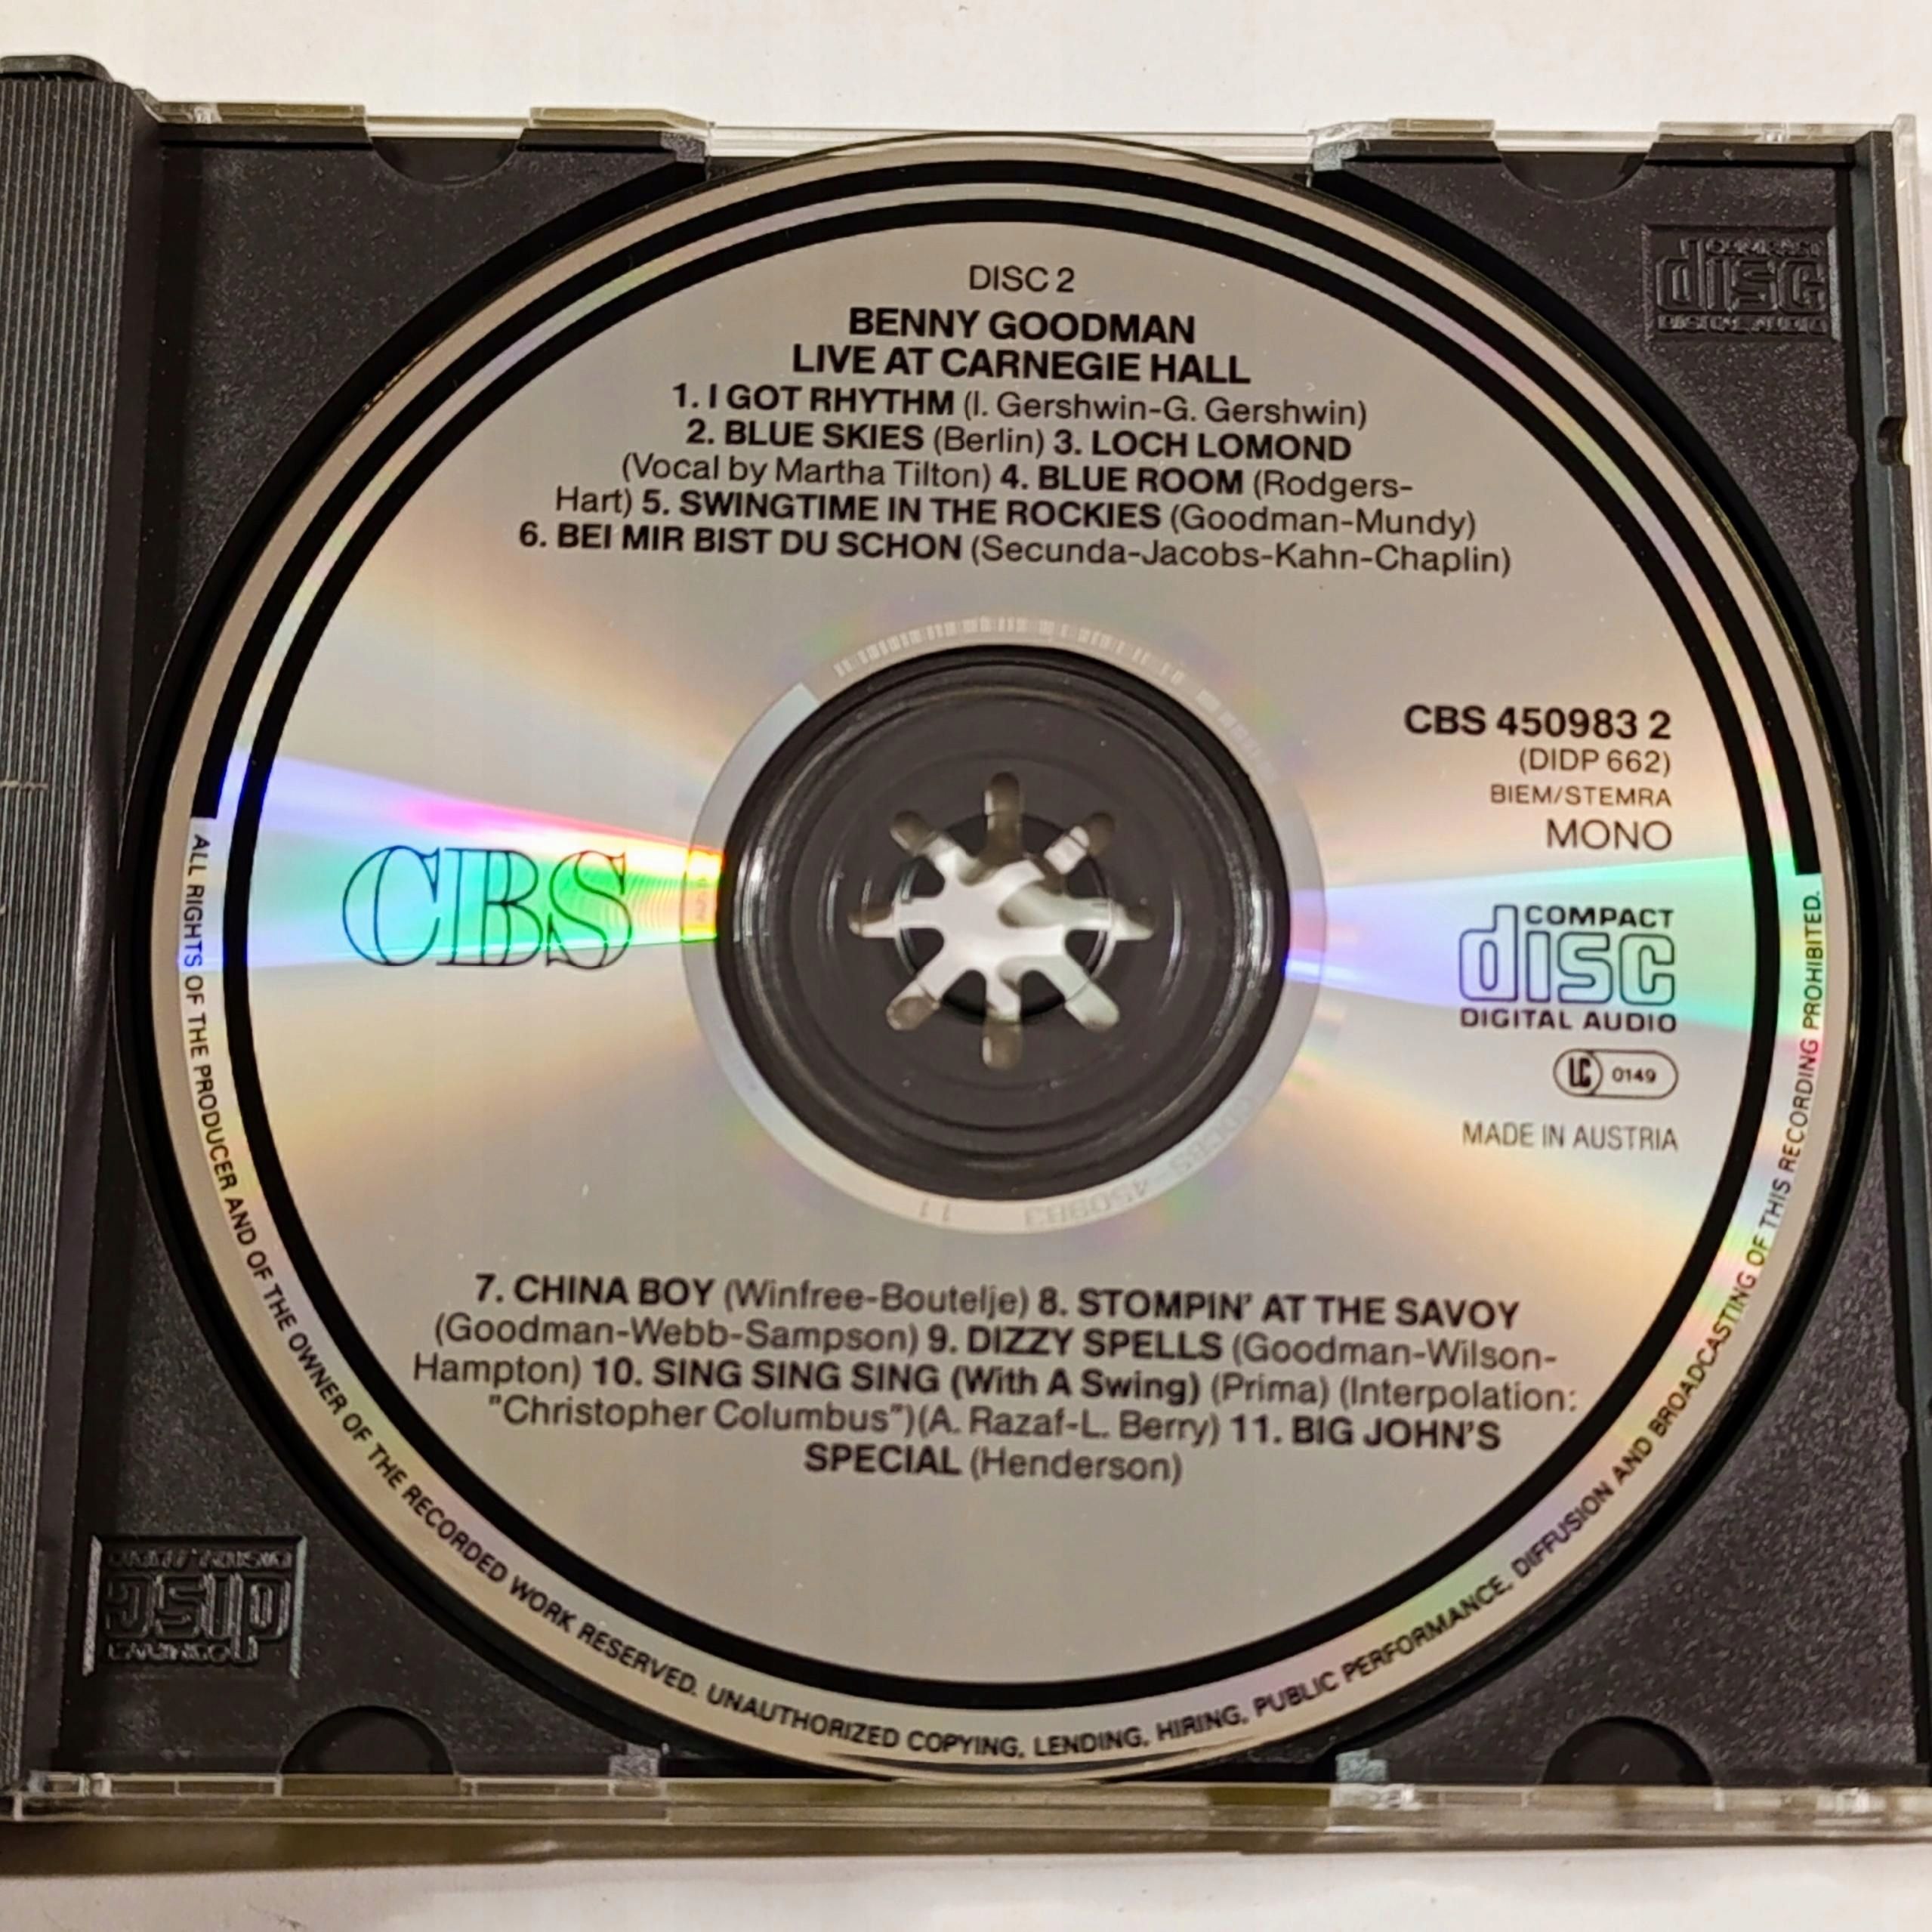 DISC 2
BENNY GOODMAN
LIVE AT CARNEGIE HALL
1. I GOT RHYTHM (I. Gershwin-G. Gershwin)
2. BLUE SKIES (Berlin) 3. LOCH LOMOND
(Vocal by Martha Tilton) 4. BLUE ROOM (Rodgers-
Hart) 5. SWINGTIME IN THE ROCKIES (Goodman-Mundy)
6. BEI MIR BIST DU SCHON (Secunda-Jacobs-Kahn-Chaplin)
CBS
CBS 450983 2
(DIDP 662)
BIEM/STEMRA
MONO
COMPACT
disc
DIGITAL AUDIO
LC 0149
MADE IN AUSTRIA
7. CHINA BOY (Winfree-Boutelje) 8. STOMPIN' AT THE SAVOY
(Goodman-Webb-Sampson) 9. DIZZY SPELLS (Goodman-Wilson-
Hampton) 10. SING SING SING (With A Swing) (Prima) (Interpolation:
"Christopher Columbus")(A. Razaf-L. Berry) 11. BIG JOHN'S
SPECIAL (Henderson)
ALL RIGHTS OF THE PRODUCER AND OF THE OWNER OF THE RECORDED WORK RESERVED. UNAUTHORIZED COPYING, LENDING, HIRING, PUBLIC PERFORMANCE, DIFFUSION AND BROADCASTING OF THIS RECORDING PROHIBITED.
450983 11
disc
disc